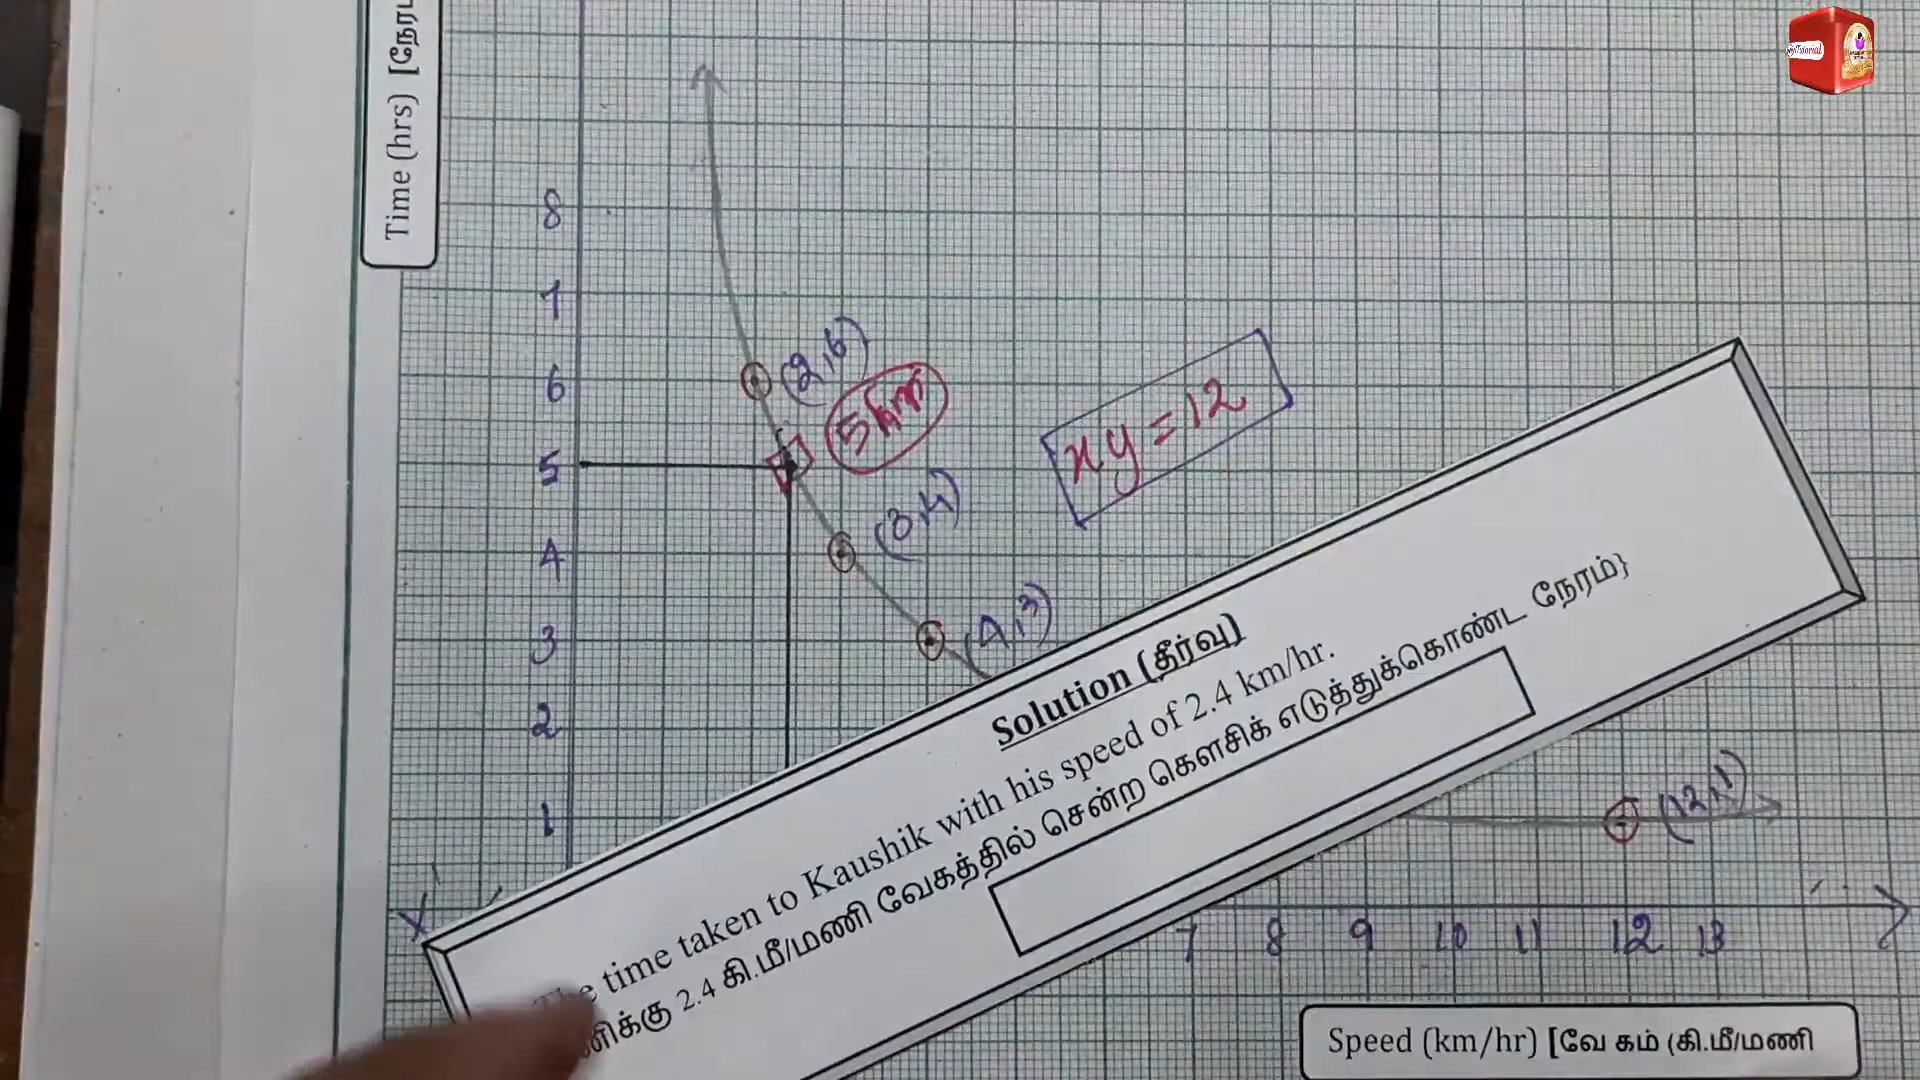 Time (hrs) [நேர
8
7
6
5
4
3
2
1
(2,6)
5 hrs
(3,4)
(4,3)
xy = 12
Solution (தீர்வு)
The time taken to Kaushik with his speed of 2.4 km/hr.
ணிக்கு 2.4 கி.மீ/மணி வேகத்தில் சென்ற கௌசிக் எடுத்துக்கொண்ட நேரம்}
(12,1)
X'
7 8 9 10 11 12 13
Speed (km/hr) [வே கம் (கி.மீ/மணி